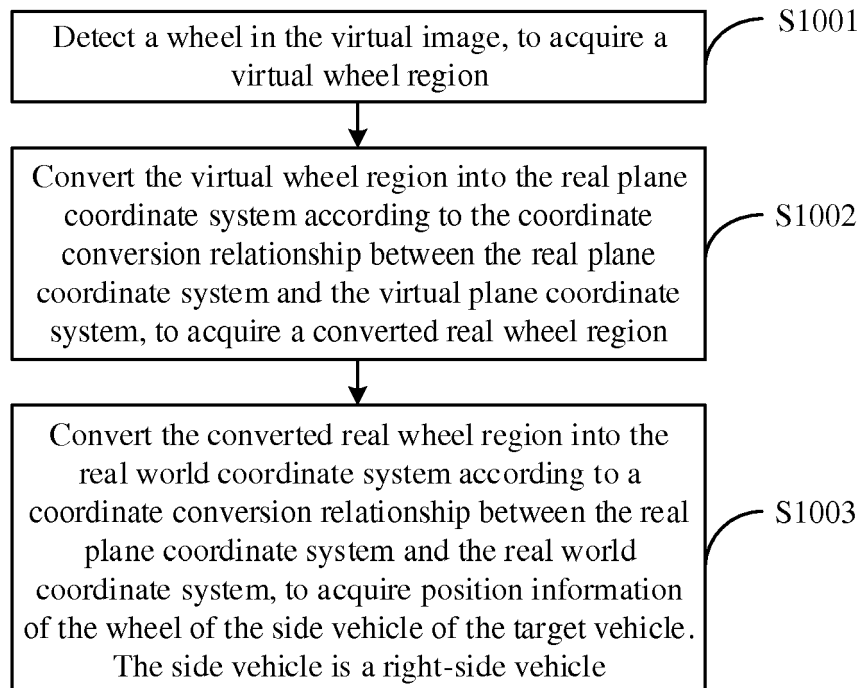 Detect a wheel in the virtual image, to acquire a
virtual wheel region
S1001
Convert the virtual wheel region into the real plane
coordinate system according to the coordinate
conversion relationship between the real plane
coordinate system and the virtual plane coordinate
system, to acquire a converted real wheel region
S1002
Convert the converted real wheel region into the
real world coordinate system according to a
coordinate conversion relationship between the real
plane coordinate system and the real world
coordinate system, to acquire position information
of the wheel of the side vehicle of the target vehicle.
The side vehicle is a right-side vehicle
S1003